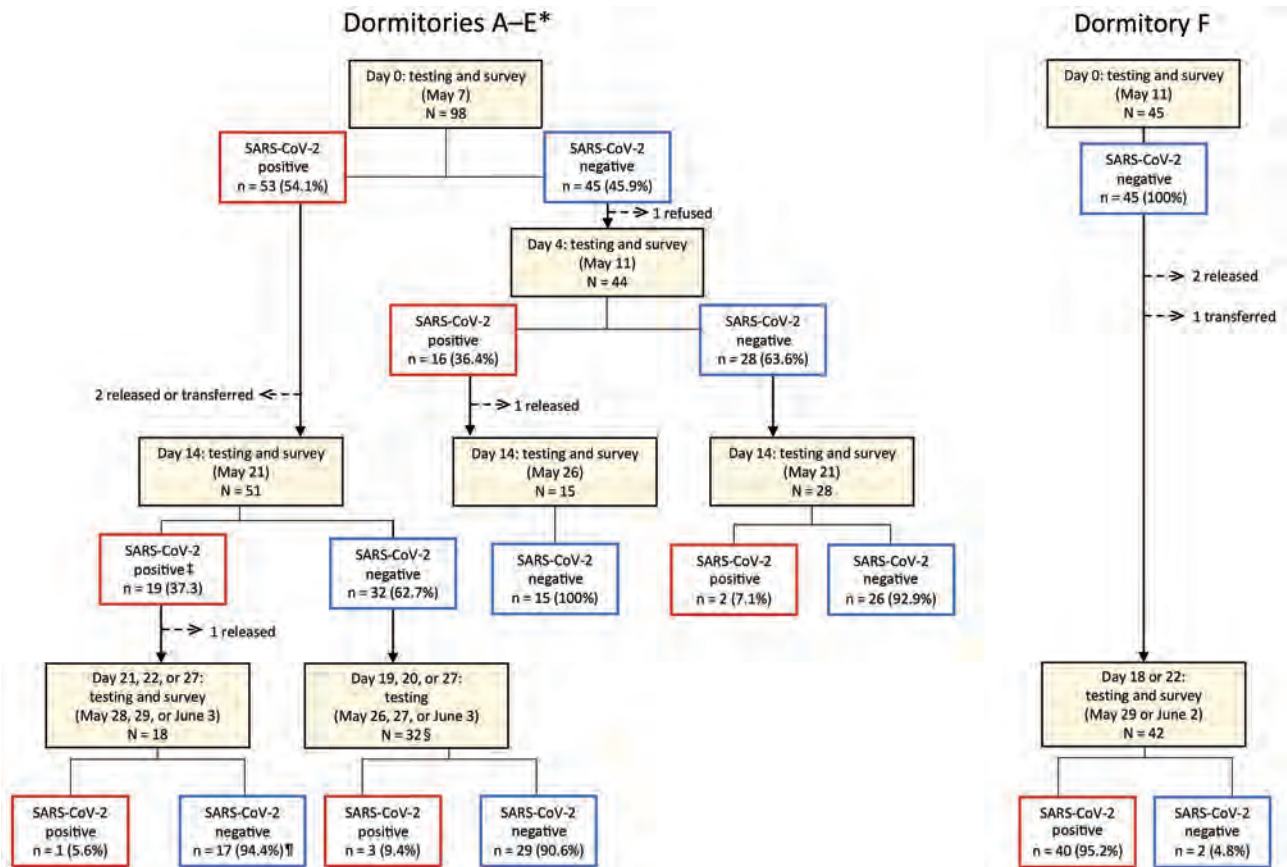 Dormitories A–E*
Dormitory F
Day 0: testing and survey
(May 7)
N = 98
Day 0: testing and survey
(May 11)
N = 45
SARS-CoV-2
positive
n = 53 (54.1%)
SARS-CoV-2
negative
n = 45 (45.9%)
SARS-CoV-2
negative
n = 45 (100%)
1 refused
Day 4: testing and survey
(May 11)
N = 44
2 released
1 transferred
SARS-CoV-2
positive
n = 16 (36.4%)
SARS-CoV-2
negative
n = 28 (63.6%)
2 released or transferred
1 released
Day 14: testing and survey
(May 21)
N = 51
Day 14: testing and survey
(May 26)
N = 15
Day 14: testing and survey
(May 21)
N = 28
SARS-CoV-2
positive‡
n = 19 (37.3)
SARS-CoV-2
negative
n = 32 (62.7%)
SARS-CoV-2
negative
n = 15 (100%)
SARS-CoV-2
positive
n = 2 (7.1%)
SARS-CoV-2
negative
n = 26 (92.9%)
1 released
Day 21, 22, or 27:
testing and survey
(May 28, 29, or June 3)
N = 18
Day 19, 20, or 27:
testing
(May 26, 27, or June 3)
N = 32§
Day 18 or 22:
testing and survey
(May 29 or June 2)
N = 42
SARS-CoV-2
positive
n = 1 (5.6%)
SARS-CoV-2
negative
n = 17 (94.4%)¶
SARS-CoV-2
positive
n = 3 (9.4%)
SARS-CoV-2
negative
n = 29 (90.6%)
SARS-CoV-2
positive
n = 40 (95.2%)
SARS-CoV-2
negative
n = 2 (4.8%)